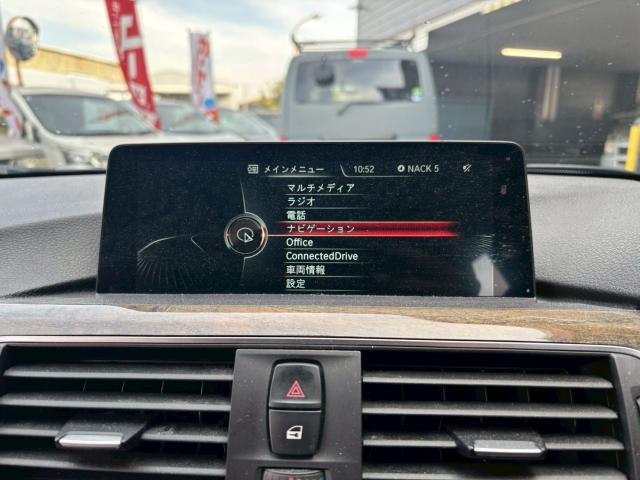 メインメニュー 10:52 NACK 5
マルチメディア
ラジオ
電話
ナビゲーション
Office
ConnectedDrive
車両情報
設定